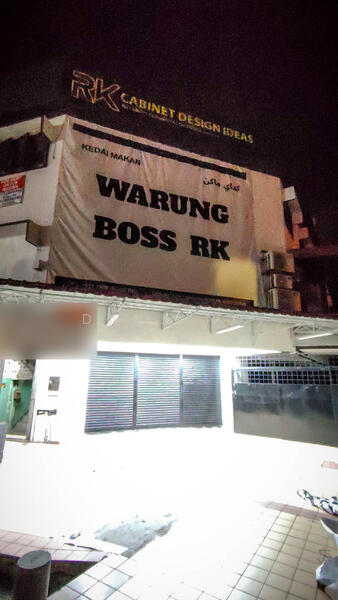 RK CABINET DESIGN IDEAS
KEDAI MAKAN
كداي ماكن
WARUNG
BOSS RK